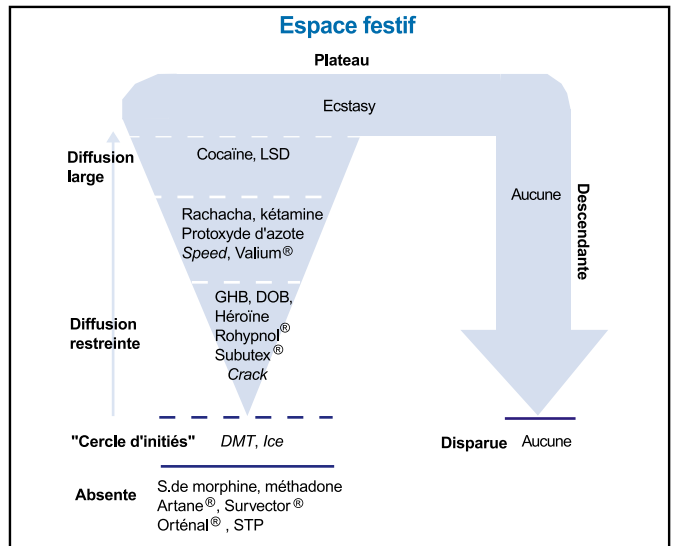 Espace festif
Plateau
Ecstasy
Diffusion
large
Cocaïne, LSD
Aucune
Descendante
Rachacha, kétamine
Protoxyde d'azote
Speed, Valium®
Diffusion
restreinte
GHB, DOB,
Héroïne
Rohypnol®
Subutex®
Crack
"Cercle d'initiés"
DMT, Ice
Disparue
Aucune
Absente
S.de morphine, méthadone
Artane®, Survector®
Orténal® , STP